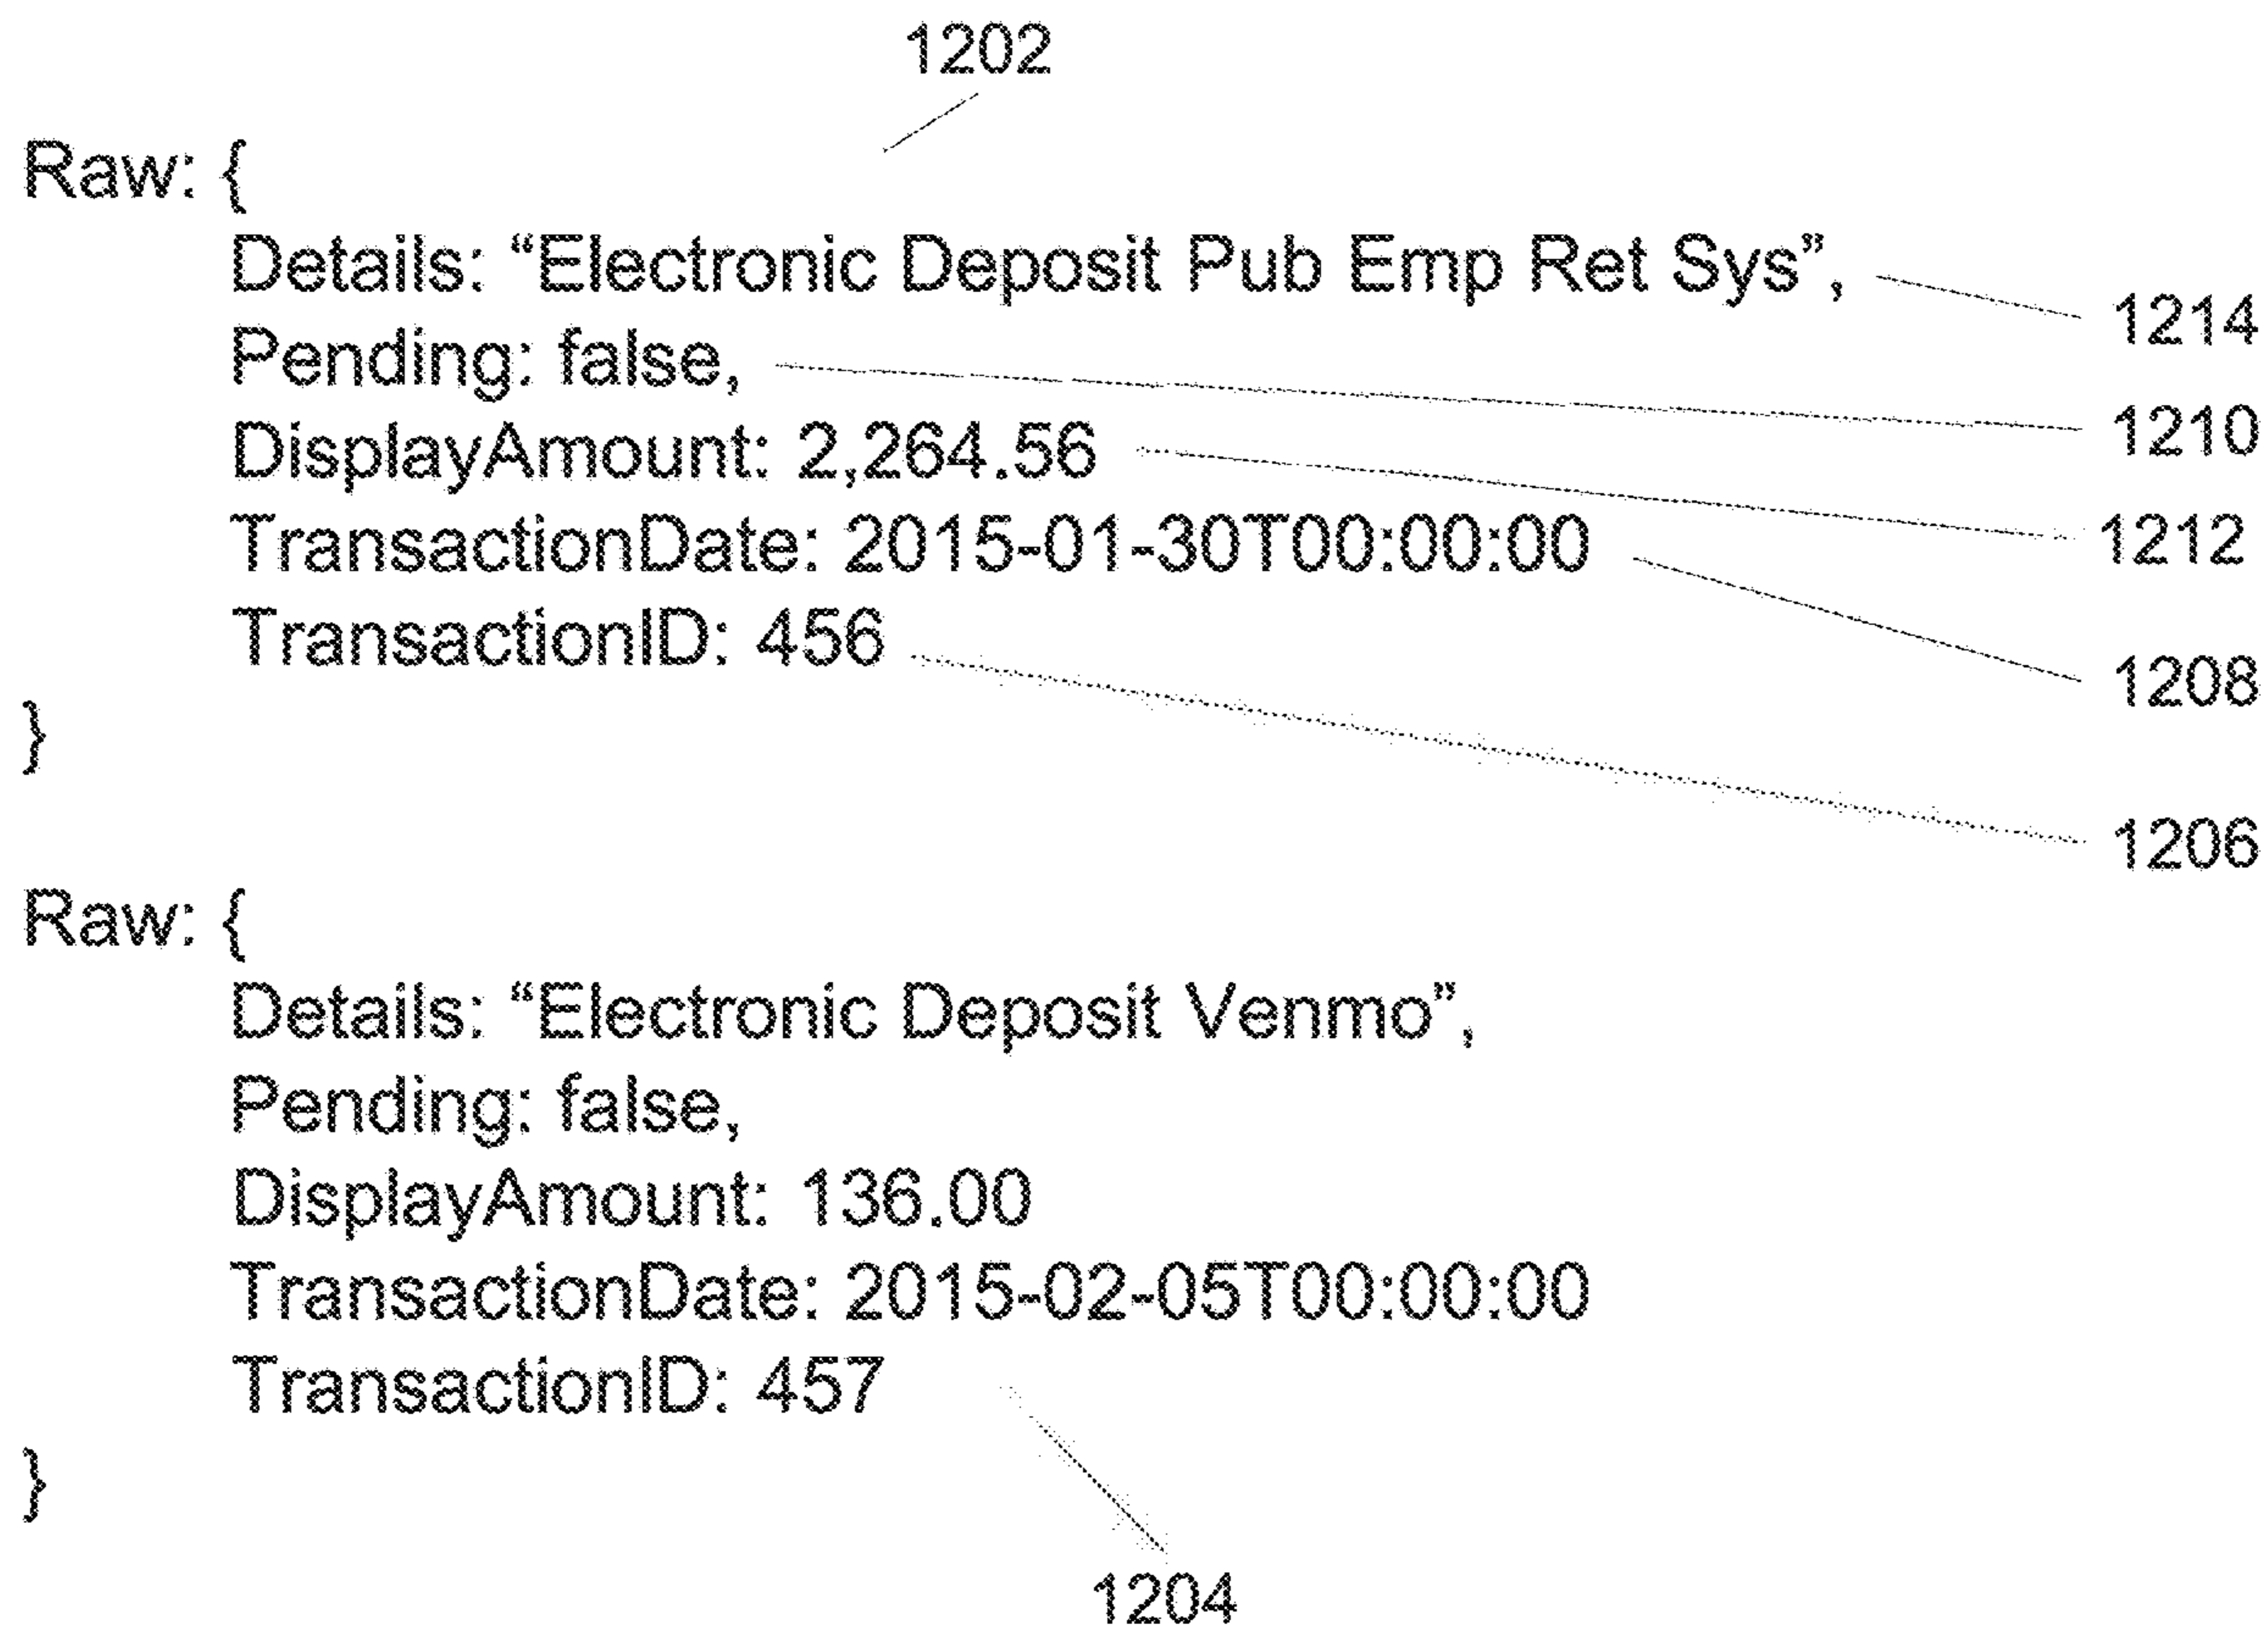 1202
Raw: {
Details: “Electronic Deposit Pub Emp Ret Sys”,
1214
Pending: false,
1210
DisplayAmount: 2,264.56
1212
TransactionDate: 2015-01-30T00:00:00
1208
TransactionID: 456
1206
}
Raw: {
Details: “Electronic Deposit Venmo”,
Pending: false,
DisplayAmount: 136.00
TransactionDate: 2015-02-05T00:00:00
TransactionID: 457
}
1204